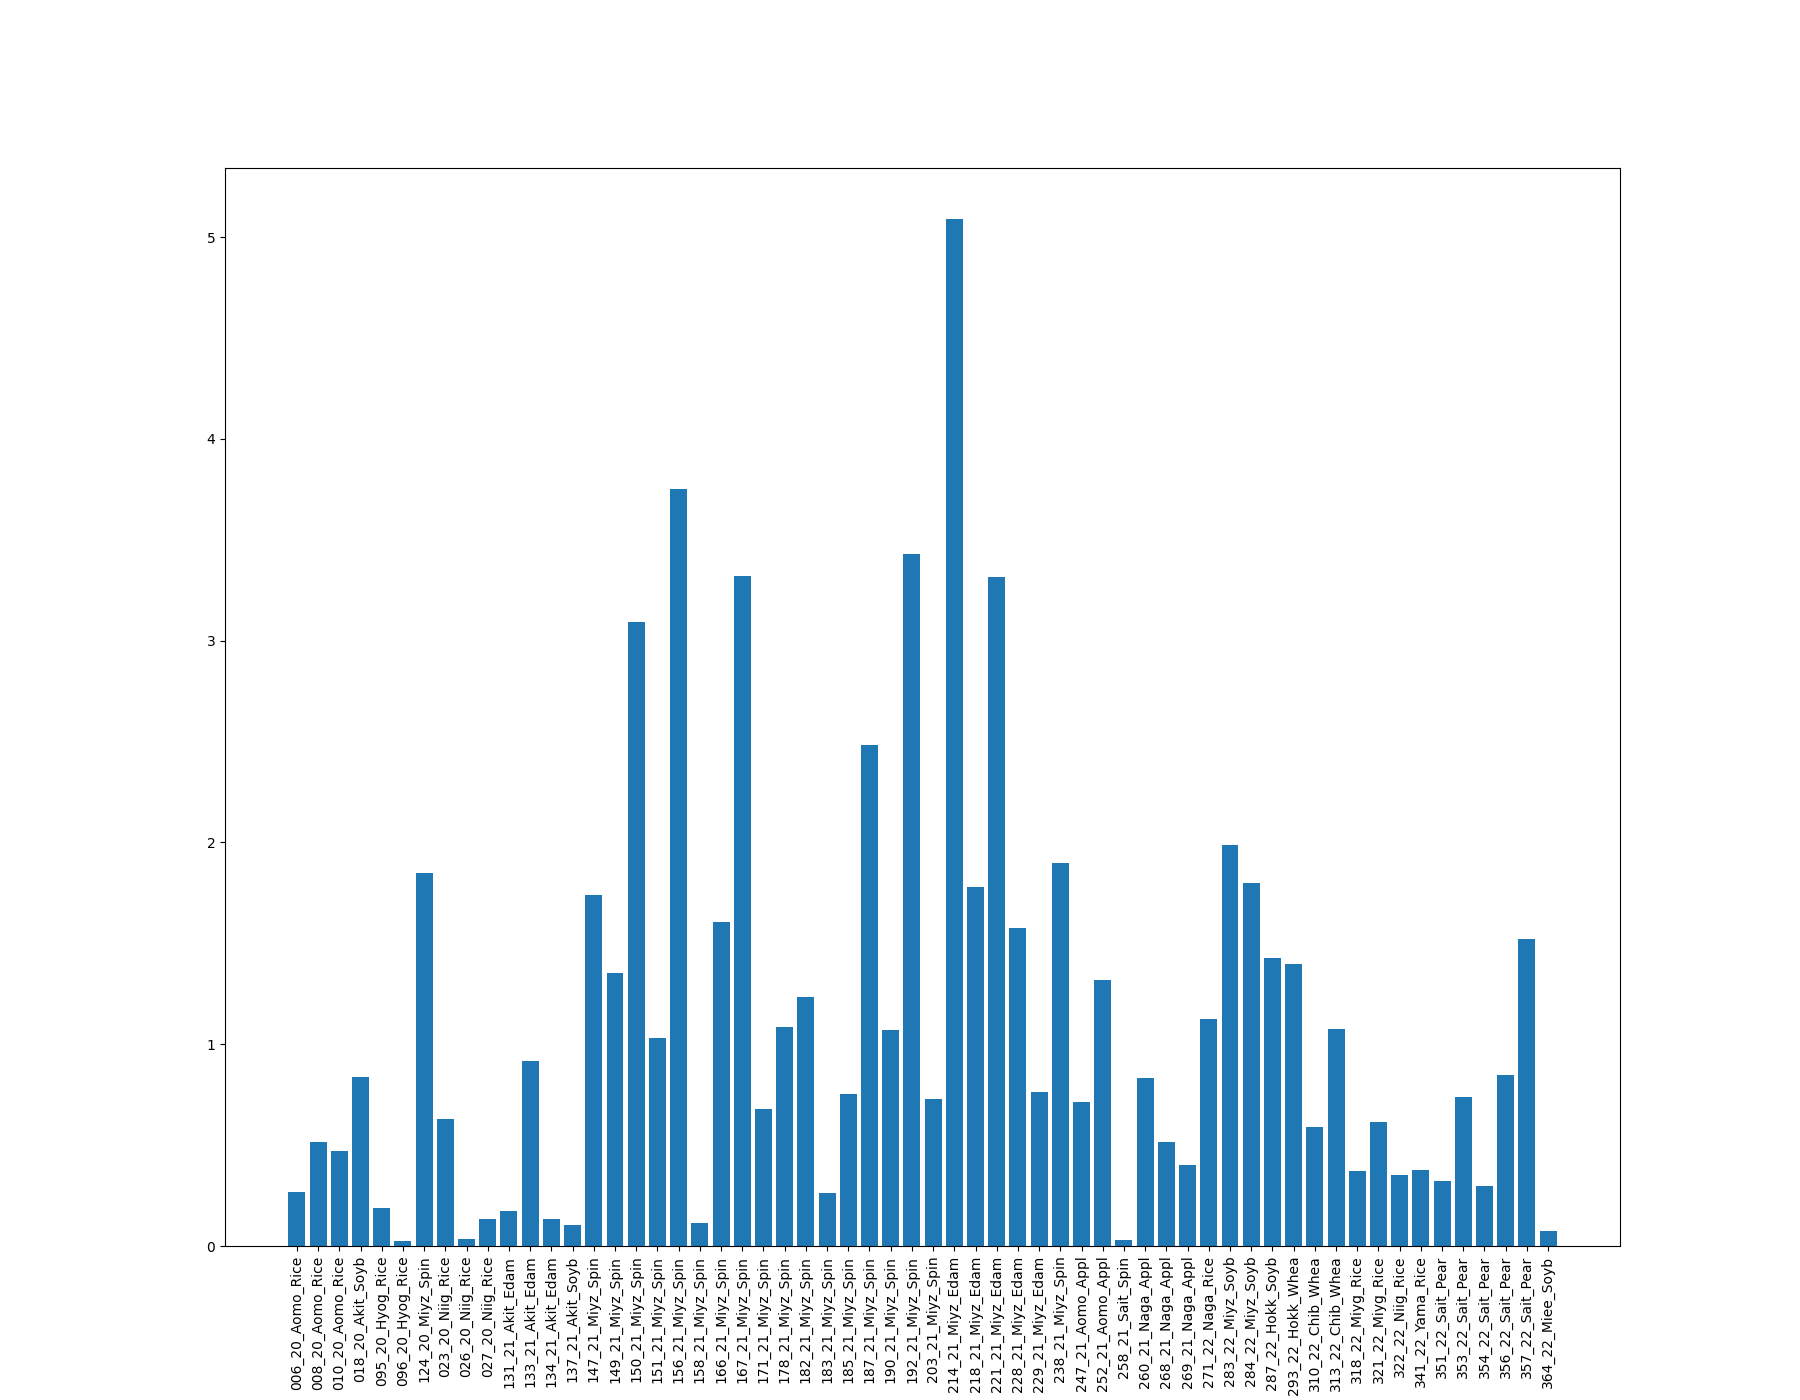 5
4
3
2
1
0
006_20_Aomo_Rice
008_20_Aomo_Rice
010_20_Aomo_Rice
018_20_Akit_Soyb
095_20_Hyog_Rice
096_20_Hyog_Rice
124_20_Miyz_Spin
023_20_Niig_Rice
026_20_Niig_Rice
027_20_Niig_Rice
131_21_Akit_Edam
133_21_Akit_Edam
134_21_Akit_Edam
137_21_Akit_Soyb
147_21_Miyz_Spin
149_21_Miyz_Spin
150_21_Miyz_Spin
151_21_Miyz_Spin
156_21_Miyz_Spin
158_21_Miyz_Spin
166_21_Miyz_Spin
167_21_Miyz_Spin
171_21_Miyz_Spin
178_21_Miyz_Spin
182_21_Miyz_Spin
183_21_Miyz_Spin
185_21_Miyz_Spin
187_21_Miyz_Spin
190_21_Miyz_Spin
192_21_Miyz_Spin
203_21_Miyz_Spin
214_21_Miyz_Edam
218_21_Miyz_Edam
221_21_Miyz_Edam
228_21_Miyz_Edam
229_21_Miyz_Edam
238_21_Miyz_Spin
247_21_Aomo_Appl
252_21_Aomo_Appl
258_21_Sait_Spin
260_21_Naga_Appl
268_21_Naga_Appl
269_21_Naga_Appl
271_22_Naga_Rice
283_22_Miyz_Soyb
284_22_Miyz_Soyb
287_22_Hokk_Soyb
293_22_Hokk_Whea
310_22_Chib_Whea
313_22_Chib_Whea
318_22_Miyg_Rice
321_22_Miyg_Rice
322_22_Niig_Rice
341_22_Yama_Rice
351_22_Sait_Pear
353_22_Sait_Pear
354_22_Sait_Pear
356_22_Sait_Pear
357_22_Sait_Pear
364_22_Miee_Soyb